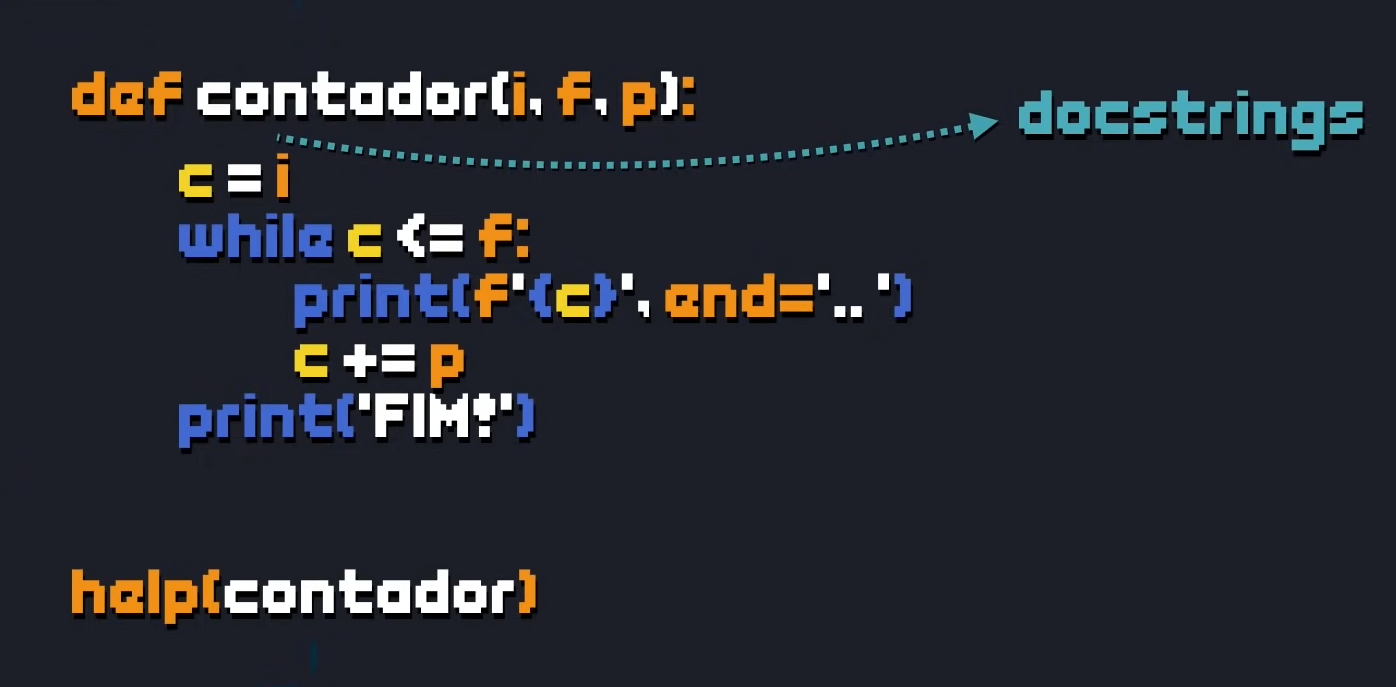 def contador(i, f, p):
docstrings
c = i
while c <= f:
print(f'{c}', end='.. ')
c += p
print('FIM!')
help(contador)